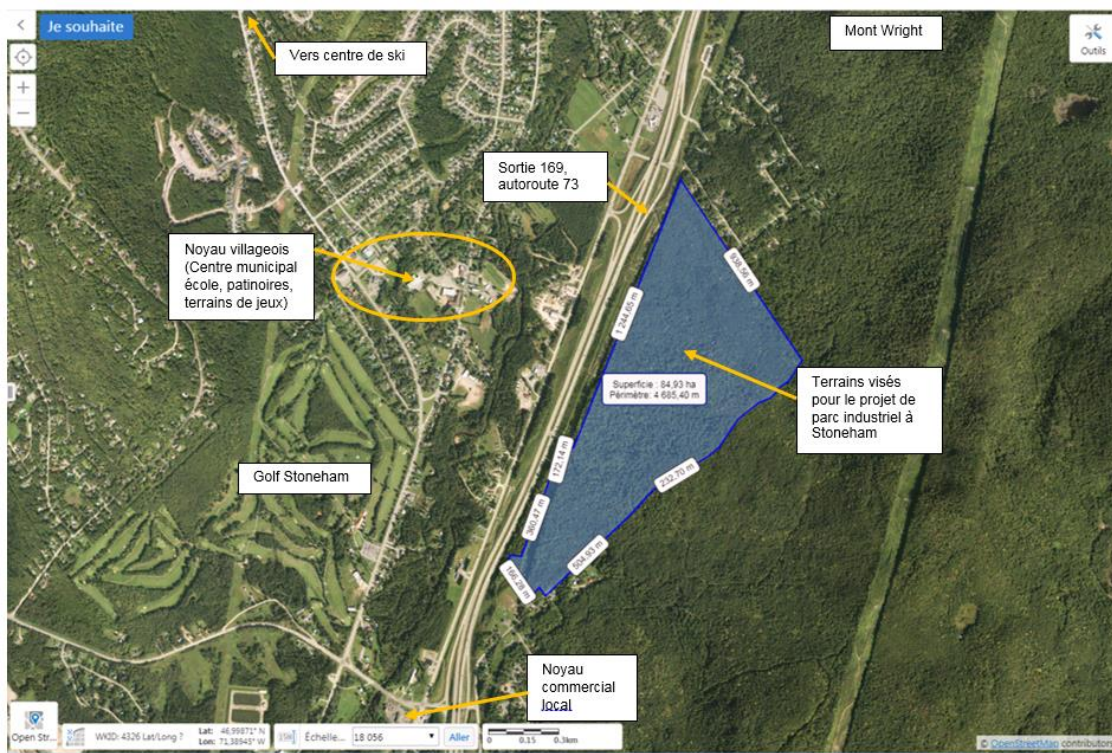 Je souhaite
Vers centre de ski
Mont Wright
Outils
Sortie 169,
autoroute 73
Noyau villageois
(Centre municipal
école, patinoires,
terrains de jeux)
938,56 m
1 244,65 m
Superficie : 84,93 ha
Périmètre: 4 685,40 m
Terrains visés
pour le projet de
parc industriel à
Stoneham
Golf Stoneham
172,14 m
232,70 m
360,47 m
504,93 m
166,28 m
Noyau
commercial
local
Open Str...
WKID: 4326 Lat/Long ?
Lat: 46,99871° N
Lon: 71,38945° W
Échelle...
18 056
Aller
0 0.15 0.3km
© OpenStreetMap contributor